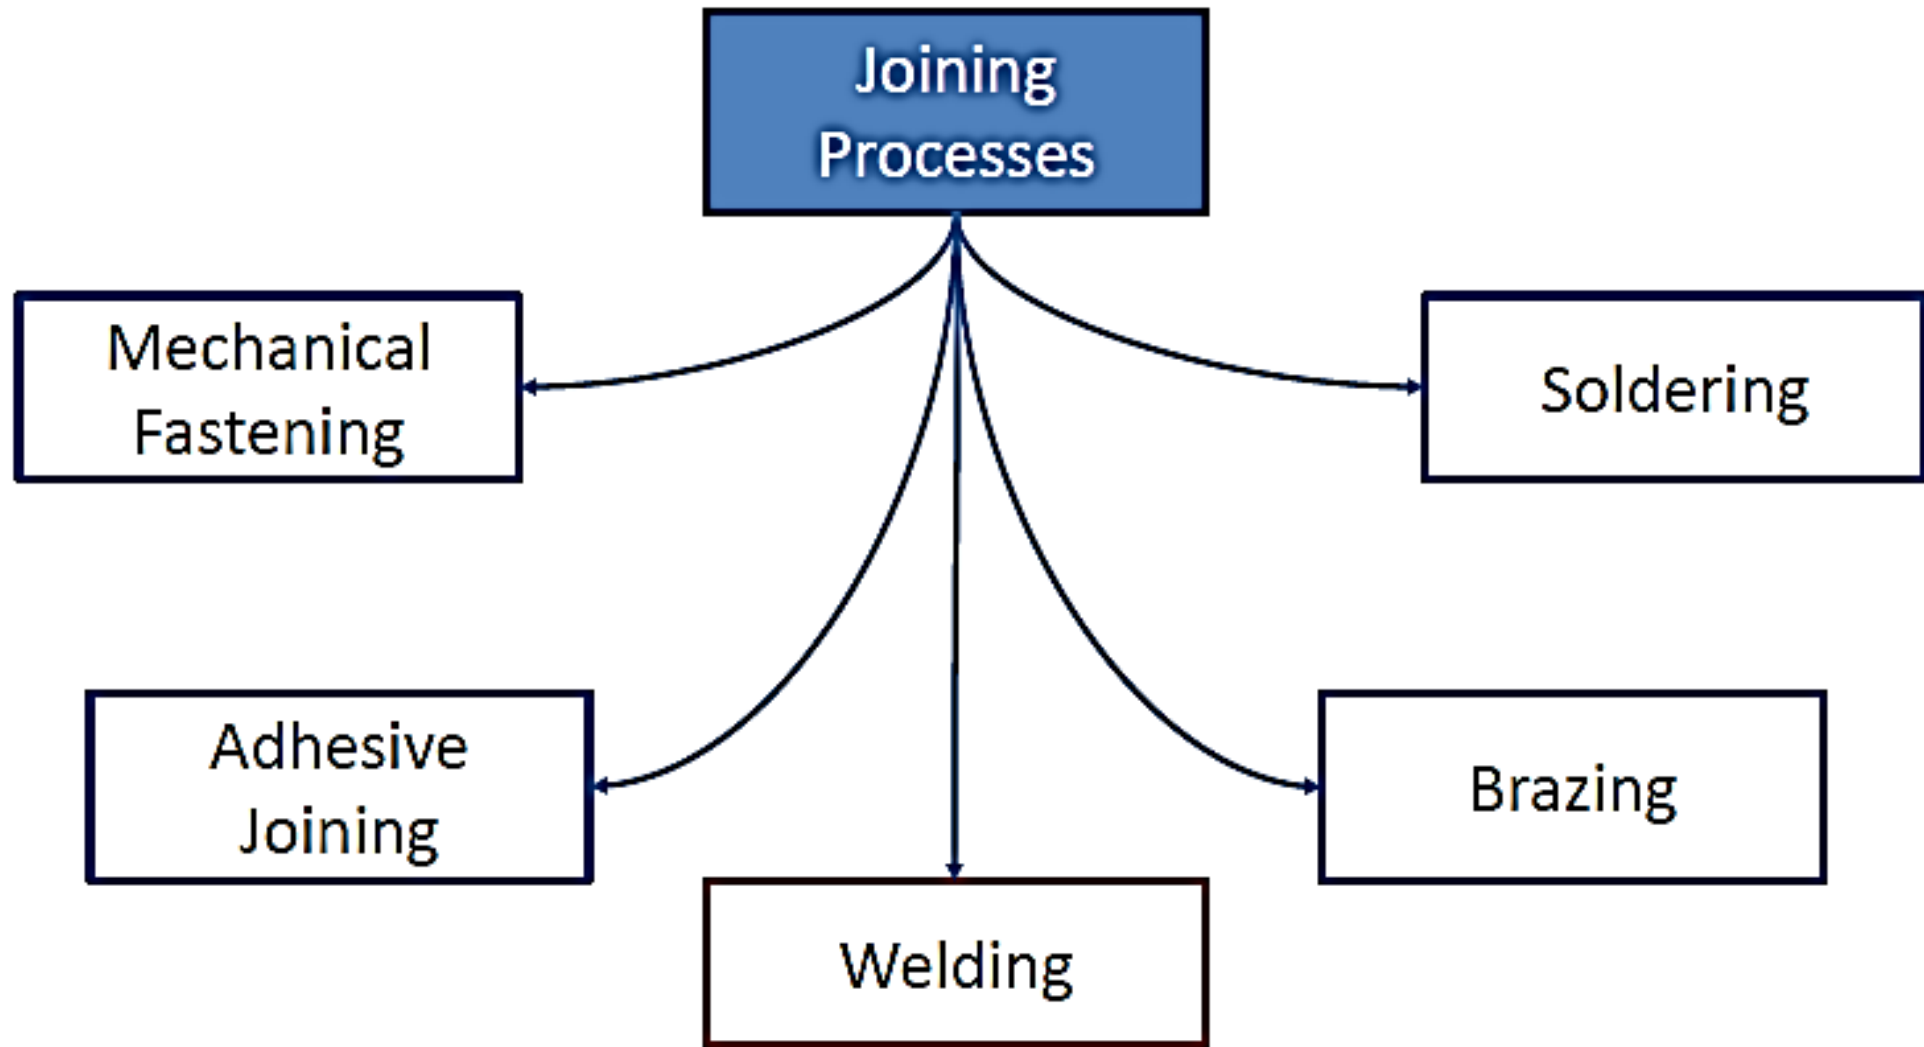 Joining
Processes
Mechanical
Fastening
Soldering
Adhesive
Joining
Brazing
Welding